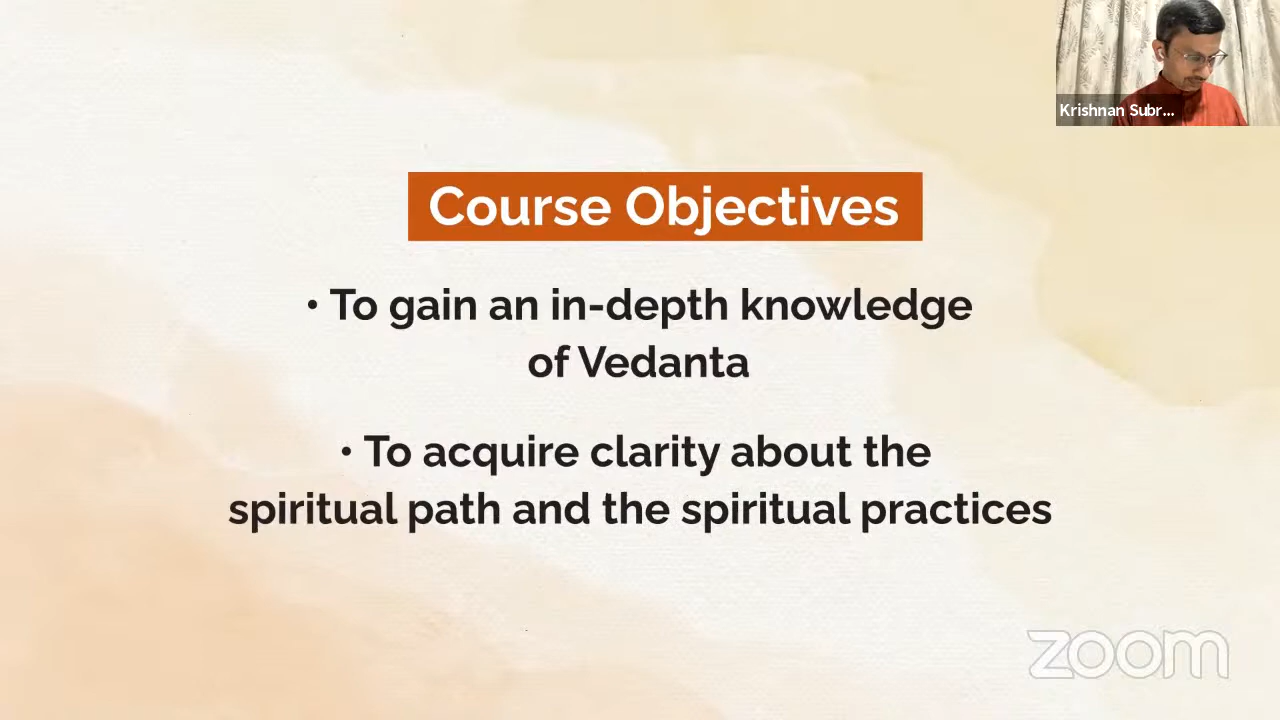 Krishnan Subr...
Course Objectives
• To gain an in-depth knowledge
of Vedanta
• To acquire clarity about the
spiritual path and the spiritual practices
zoom